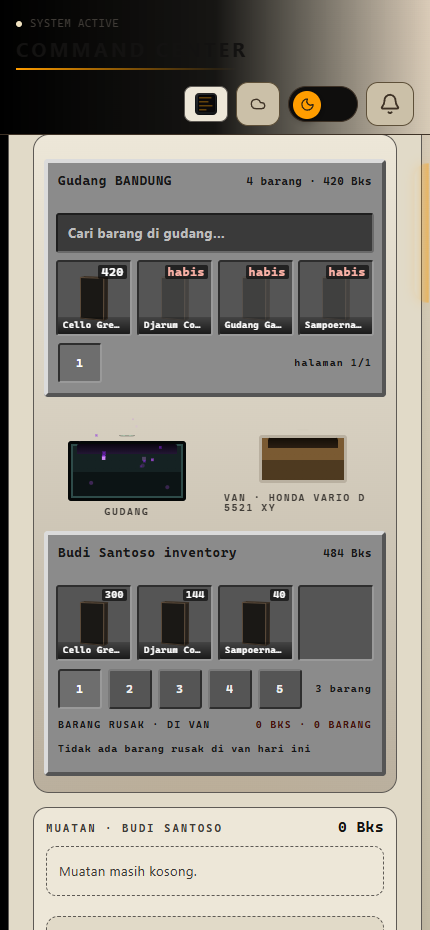 SYSTEM ACTIVE
COMMAND CENTER
Gudang BANDUNG
4 barang · 420 Bks
Cari barang di gudang...
420
habis
habis
habis
Cello Gre…
Djarum Co…
Gudang Ga…
Sampoerna…
1
halaman 1/1
GUDANG
VAN · HONDA VARIO D
5521 XY
Budi Santoso inventory
484 Bks
300
144
40
Cello Gre…
Djarum Co…
Sampoerna…
1
2
3
4
5
3 barang
BARANG RUSAK · DI VAN
0 BKS · 0 BARANG
Tidak ada barang rusak di van hari ini
MUATAN · BUDI SANTOSO
0 Bks
Muatan masih kosong.